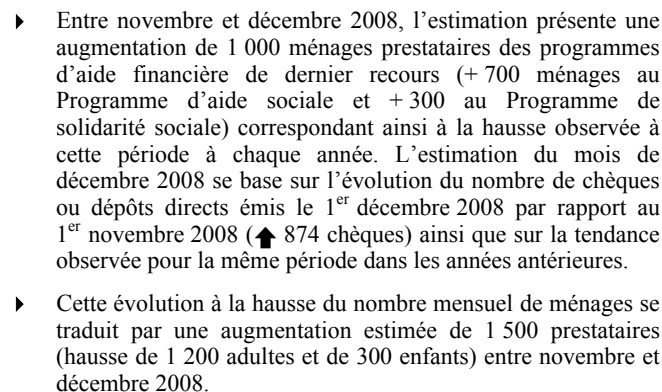 Entre novembre et décembre 2008, l’estimation présente une
augmentation de 1 000 ménages prestataires des programmes
d’aide financière de dernier recours (+ 700 ménages au
Programme d’aide sociale et + 300 au Programme de
solidarité sociale) correspondant ainsi à la hausse observée à
cette période à chaque année. L’estimation du mois de
décembre 2008 se base sur l’évolution du nombre de chèques
ou dépôts directs émis le 1er décembre 2008 par rapport au
1er novembre 2008 (🡅 874 chèques) ainsi que sur la tendance
observée pour la même période dans les années antérieures.
Cette évolution à la hausse du nombre mensuel de ménages se
traduit par une augmentation estimée de 1 500 prestataires
(hausse de 1 200 adultes et de 300 enfants) entre novembre et
décembre 2008.